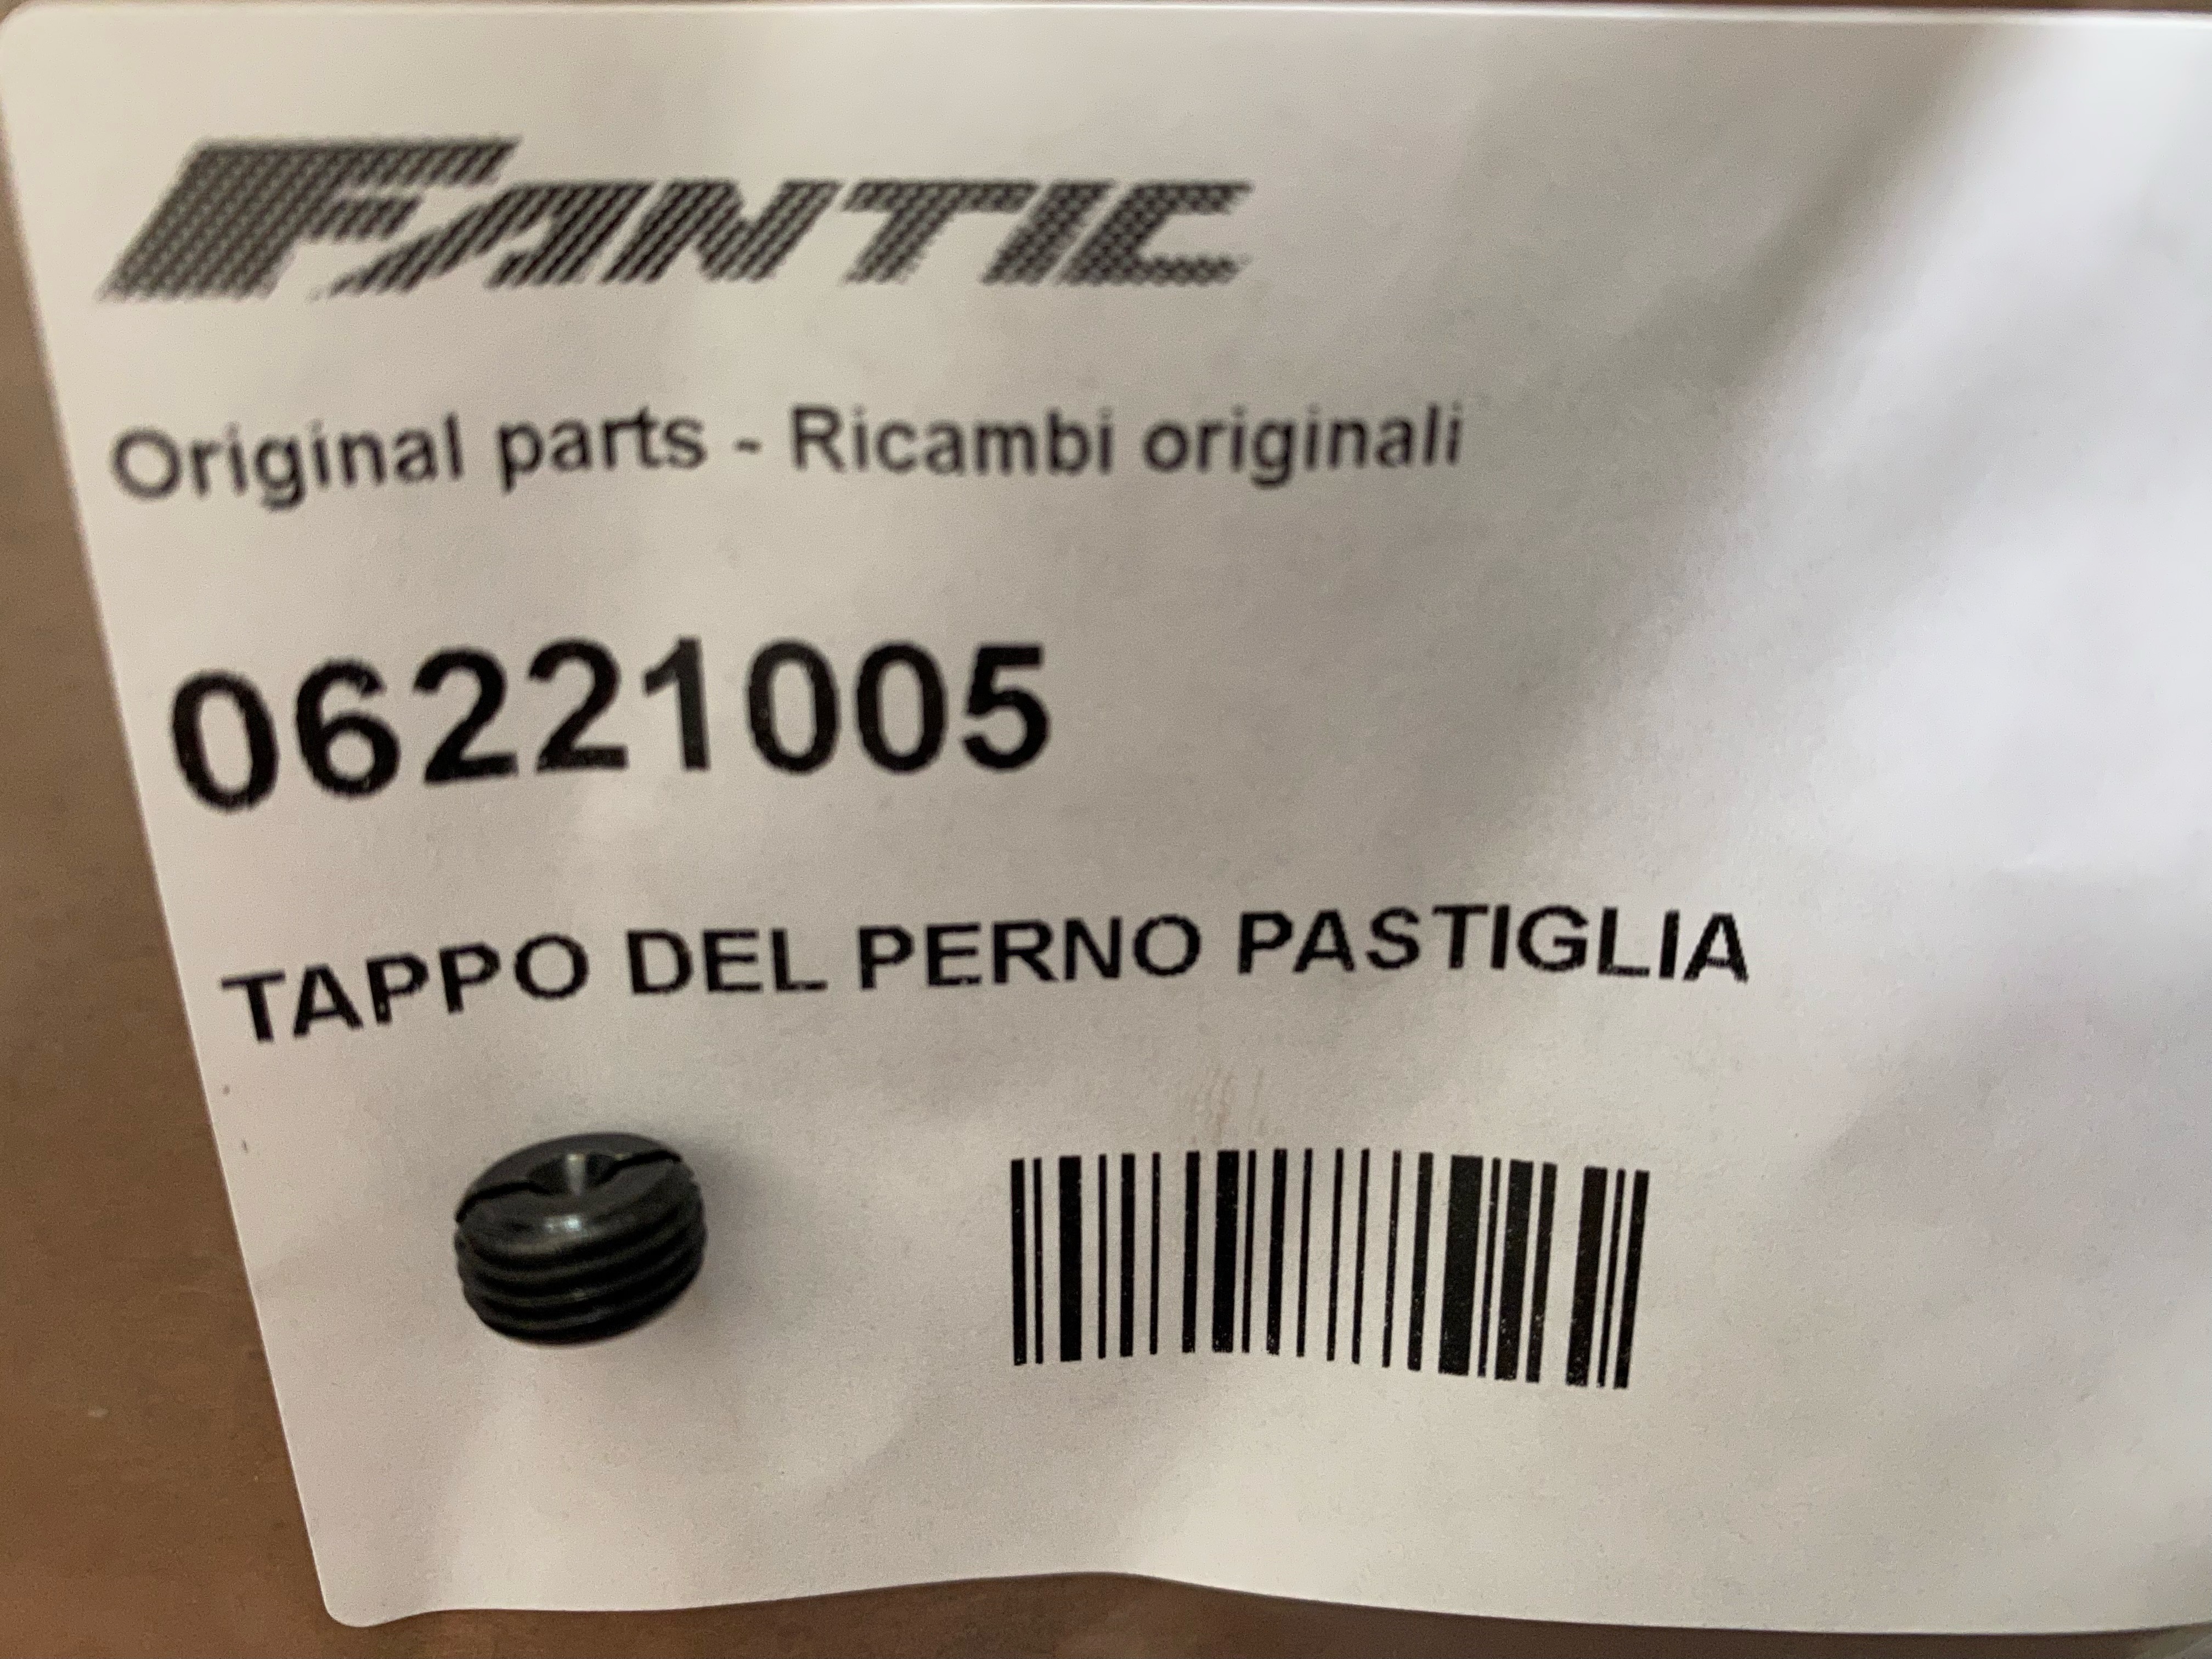 FANTIC
Original parts - Ricambi originali
06221005
TAPPO DEL PERNO PASTIGLIA